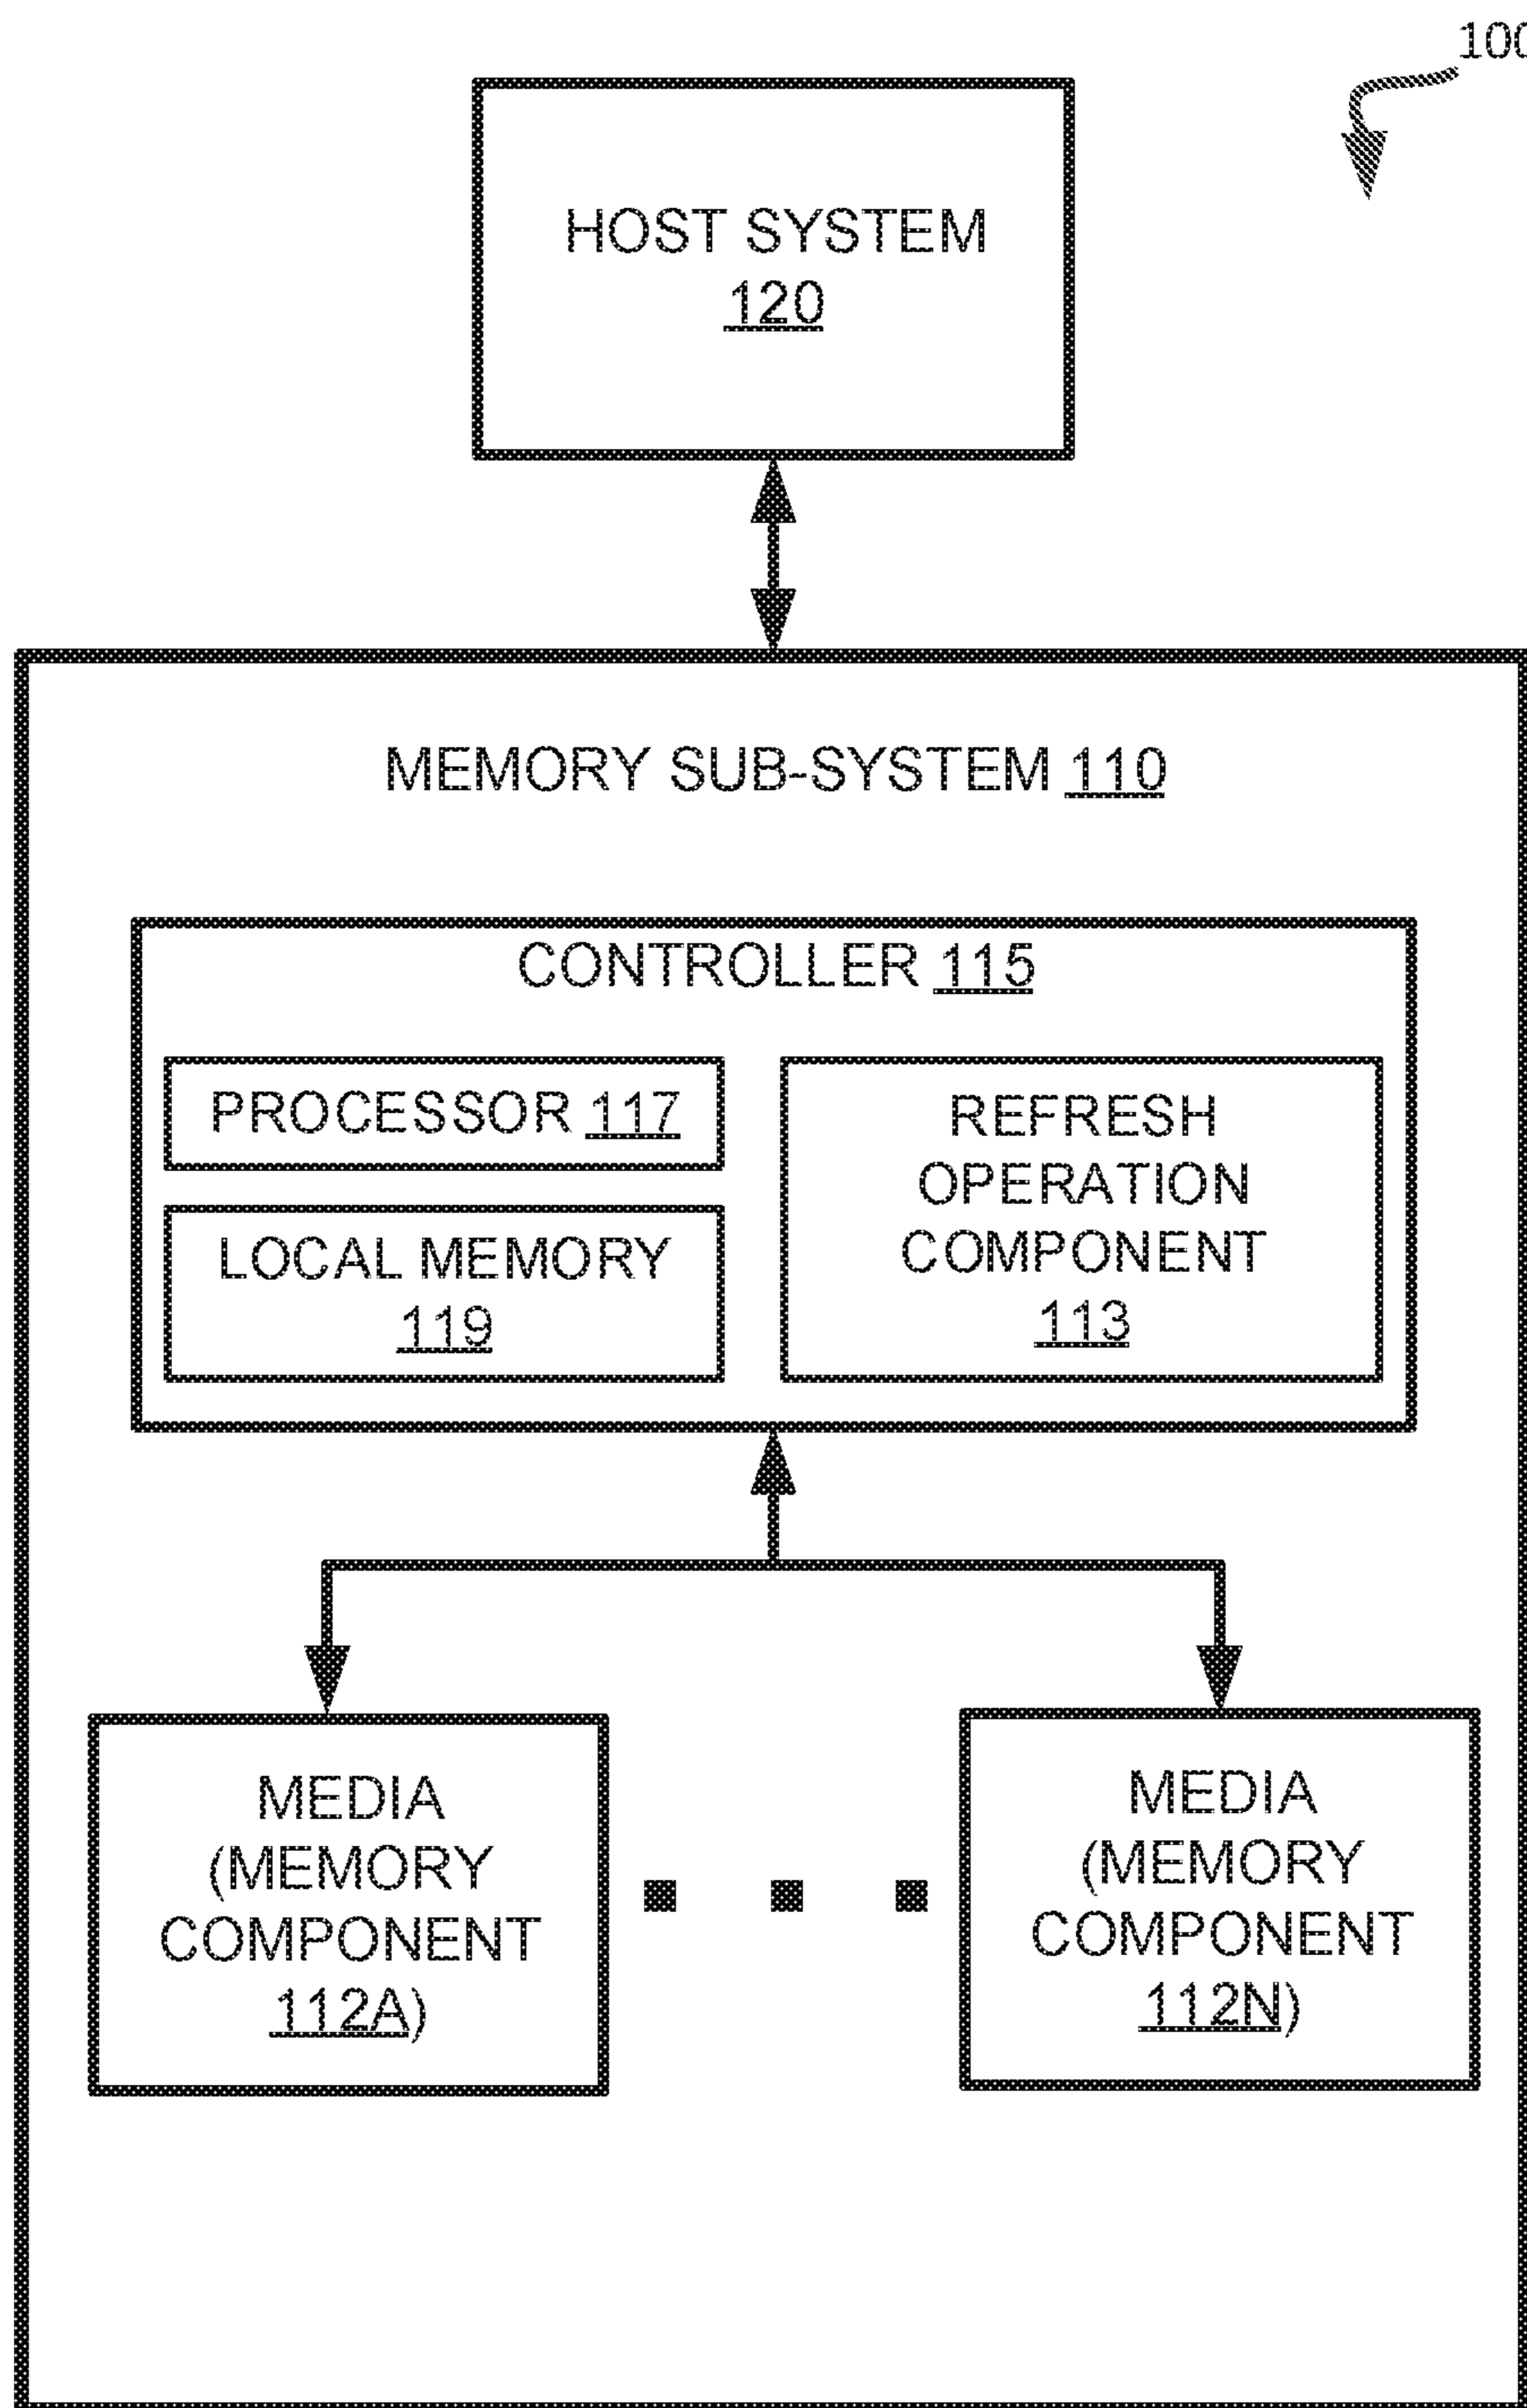 100
HOST SYSTEM
120
MEMORY SUB-SYSTEM 110
CONTROLLER 115
PROCESSOR 117
LOCAL MEMORY
119
REFRESH
OPERATION
COMPONENT
113
MEDIA
(MEMORY
COMPONENT
112A)
MEDIA
(MEMORY
COMPONENT
112N)